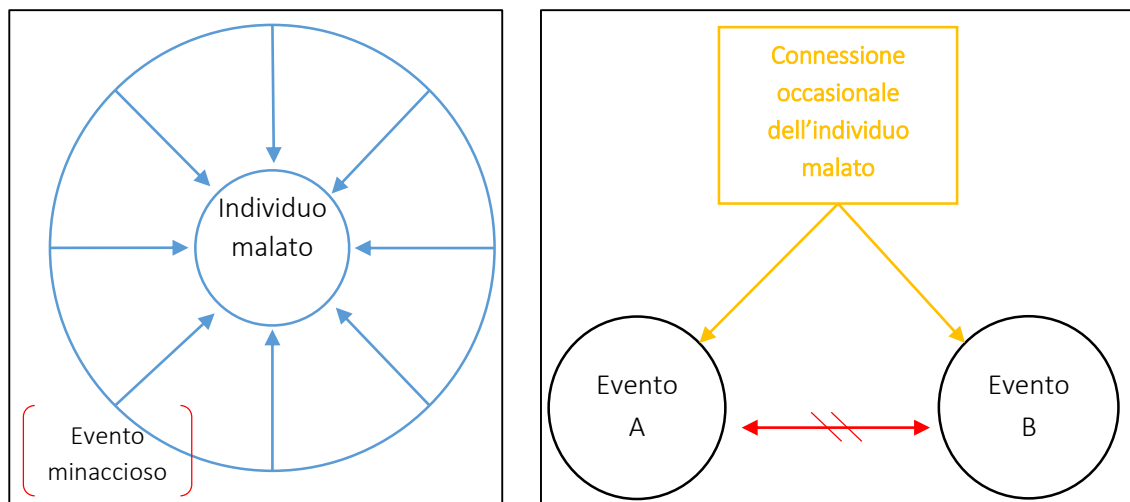 Individuo
malato
Evento
minaccioso
Connessione
occasionale
dell'individuo
malato
Evento
A
Evento
B